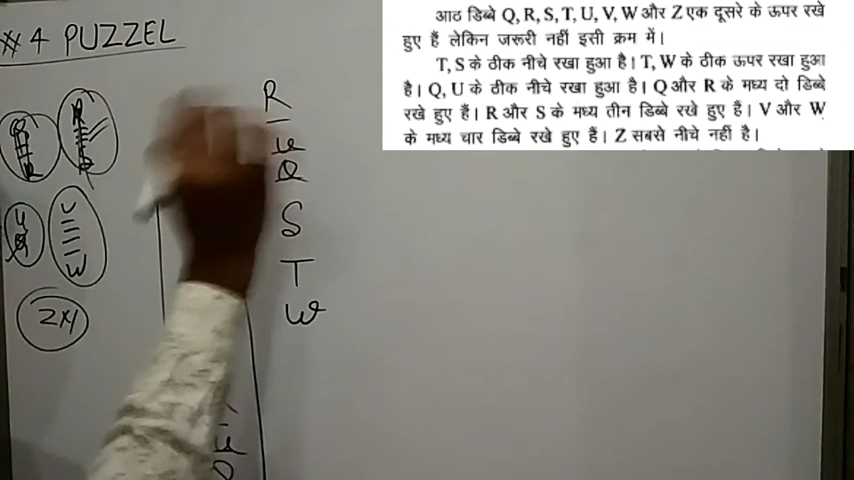 आठ डिब्बे Q, R, S, T, U, V, W और Z एक दूसरे के ऊपर रखे
हुए हैं लेकिन जरूरी नहीं इसी क्रम में।
T, S के ठीक नीचे रखा हुआ है। T, W के ठीक ऊपर रखा हुआ
है। Q, U के ठीक नीचे रखा हुआ है। Q और R के मध्य दो डिब्बे
रखे हुए हैं। R और S के मध्य तीन डिब्बे रखे हुए हैं। V और W
के मध्य चार डिब्बे रखे हुए हैं। Z सबसे नीचे नहीं है।
# 4 PUZZEL
R
u
Q
S
T
W
U
W
Z×1
u